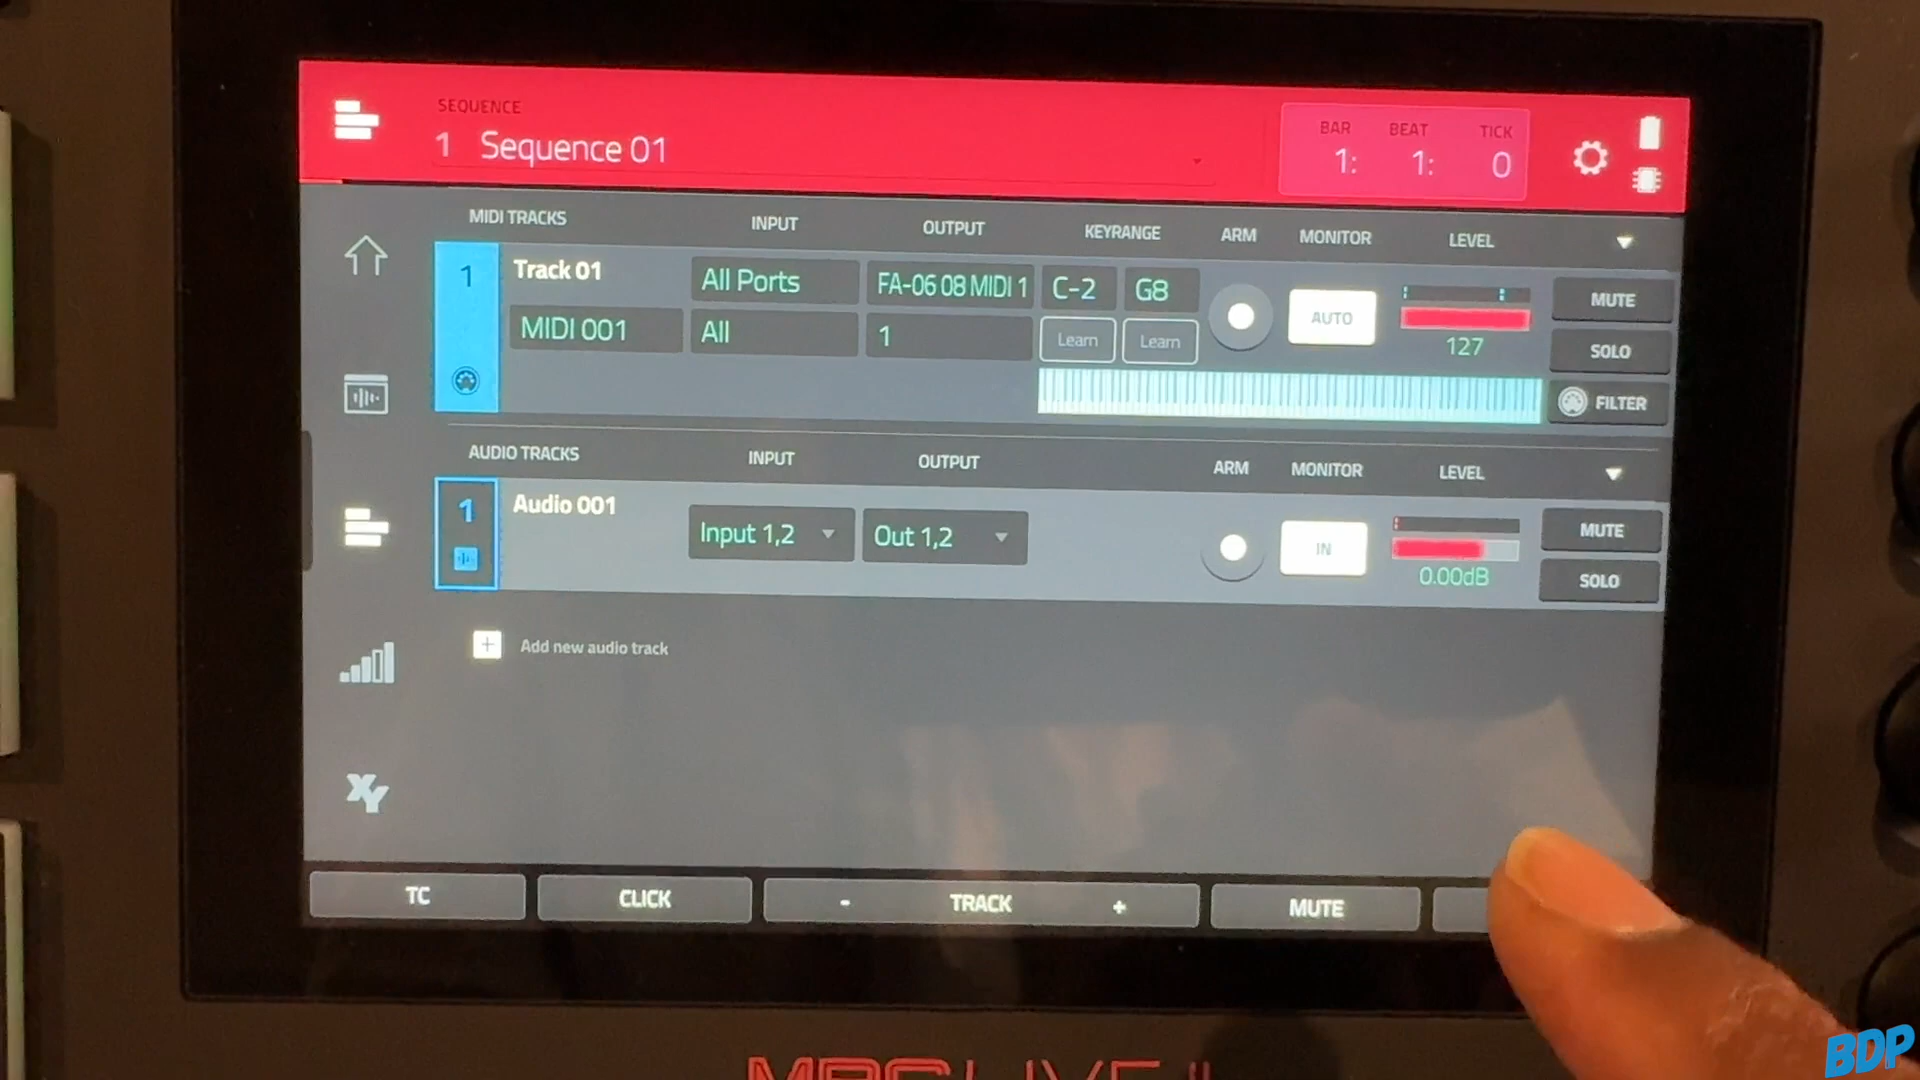 SEQUENCE
1 Sequence 01
BAR BEAT TICK
1: 1: 0
MIDI TRACKS INPUT OUTPUT KEYRANGE ARM MONITOR LEVEL
1 Track 01 All Ports FA-06 08 MIDI 1 C-2 G8 AUTO MUTE
MIDI 001 All 1 Learn Learn 127 SOLO
FILTER
AUDIO TRACKS INPUT OUTPUT ARM MONITOR LEVEL
1 Audio 001 Input 1,2 Out 1,2 IN MUTE
0.00dB SOLO
+ Add new audio track
XY
TC CLICK - TRACK + MUTE
MPC LIVE II
BDP